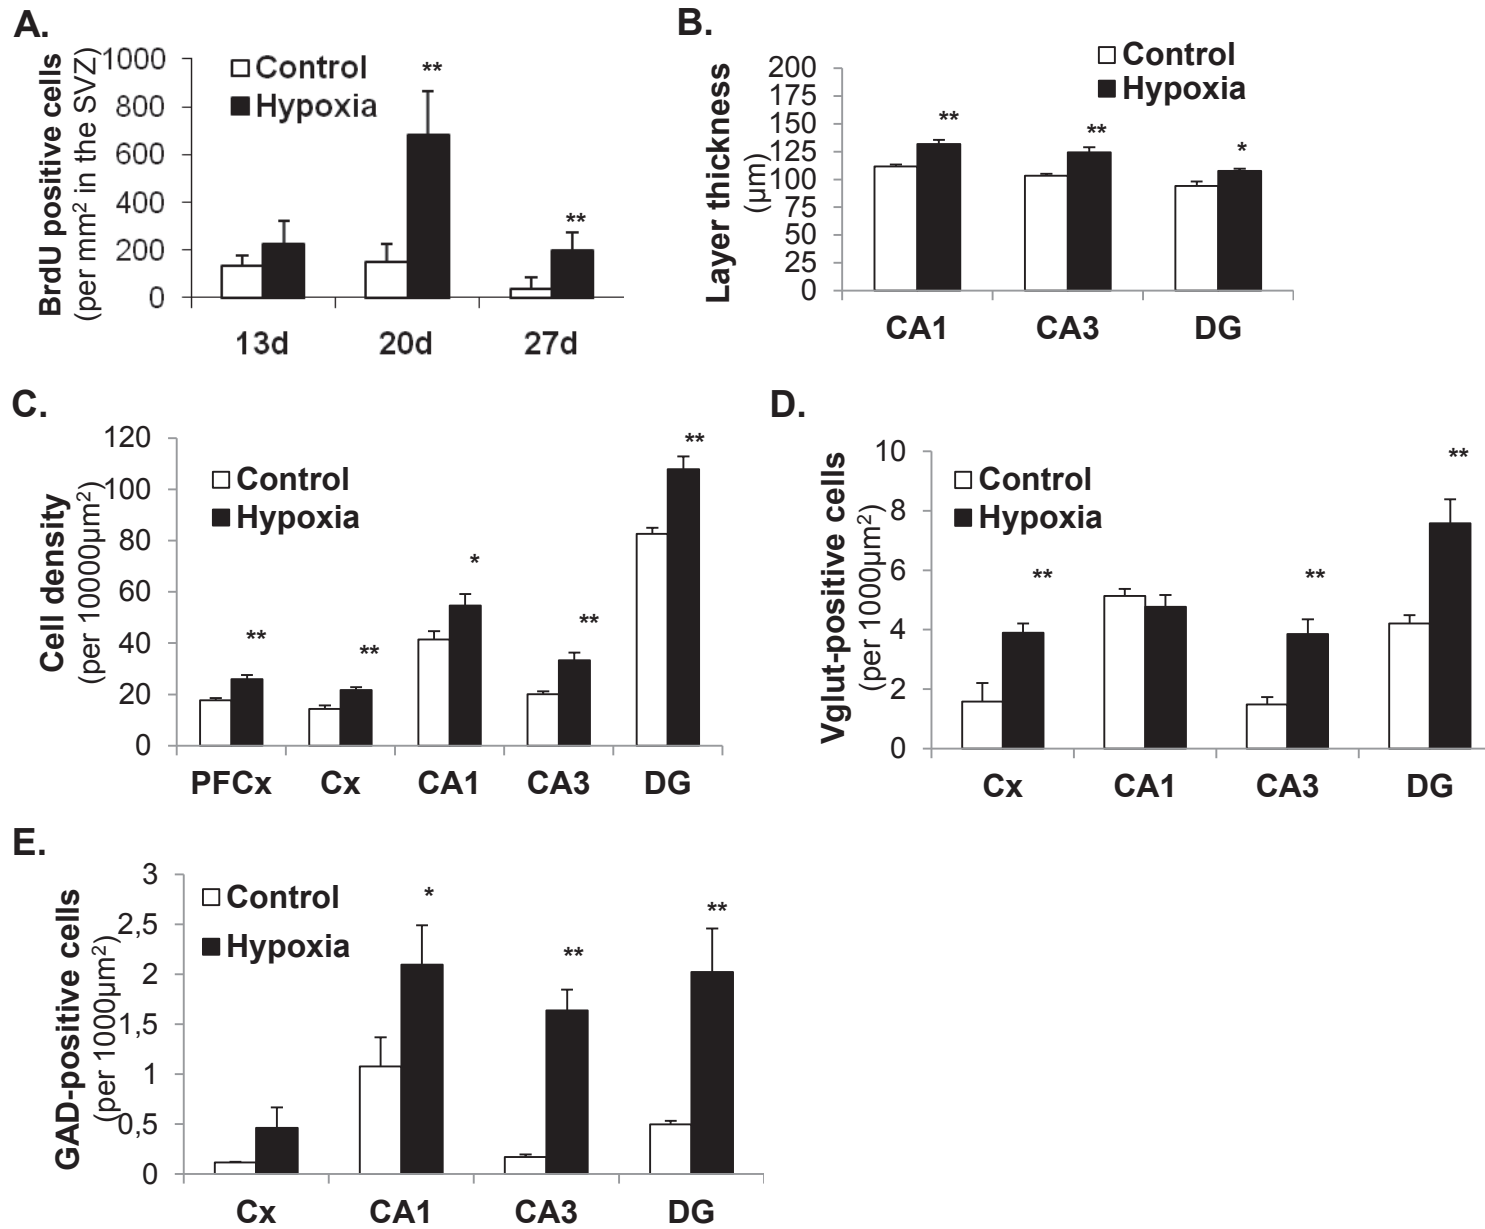 A.
BrdU positive cells
(per mm² in the SVZ)
1000
800
600
400
200
0
Control
Hypoxia
**
**
13d 20d 27d
B.
Layer thickness
(µm)
200
175
150
125
100
75
50
25
0
Control
Hypoxia
**
**
*
CA1 CA3 DG
C.
Cell density
(per 10000µm²)
120
100
80
60
40
20
0
Control
Hypoxia
**
**
*
**
**
PFCx Cx CA1 CA3 DG
D.
Vglut-positive cells
(per 1000µm²)
10
8
6
4
2
0
Control
Hypoxia
**
**
**
Cx CA1 CA3 DG
E.
GAD-positive cells
(per 1000µm²)
3
2,5
2
1,5
1
0,5
0
Control
Hypoxia
*
**
**
Cx CA1 CA3 DG